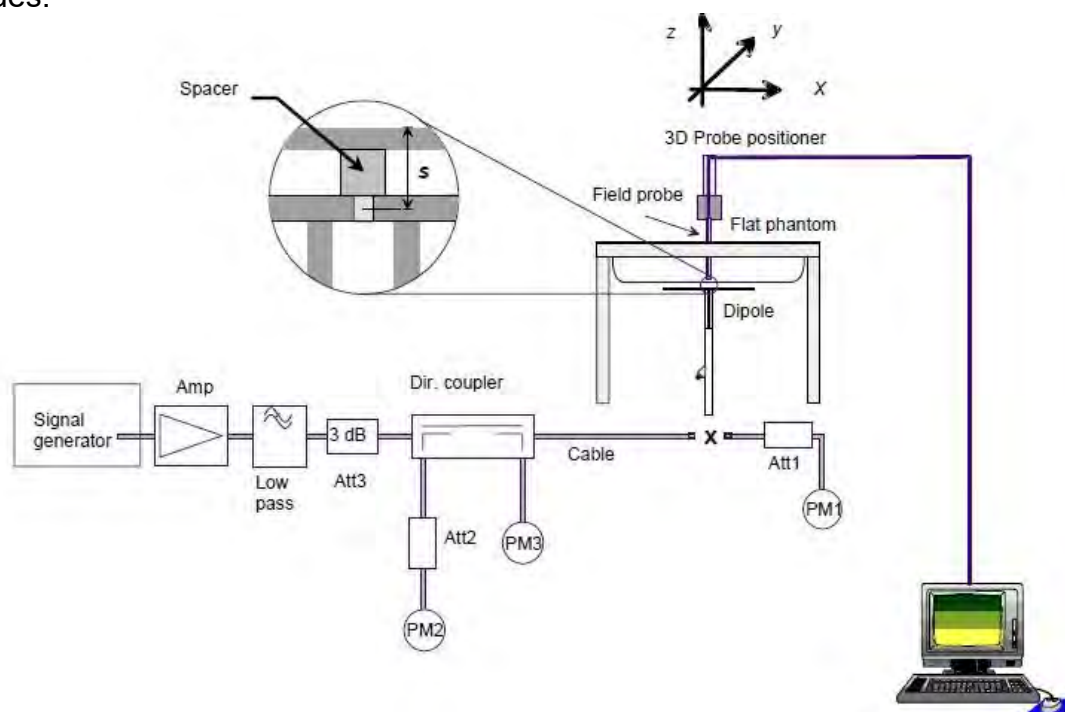 z
y
x
Spacer
s
3D Probe positioner
Field probe
Flat phantom
Dipole
Dir. coupler
Amp
Signal
generator
3 dB
Low
pass
Att3
Cable
X
Att1
PM1
Att2
PM3
PM2